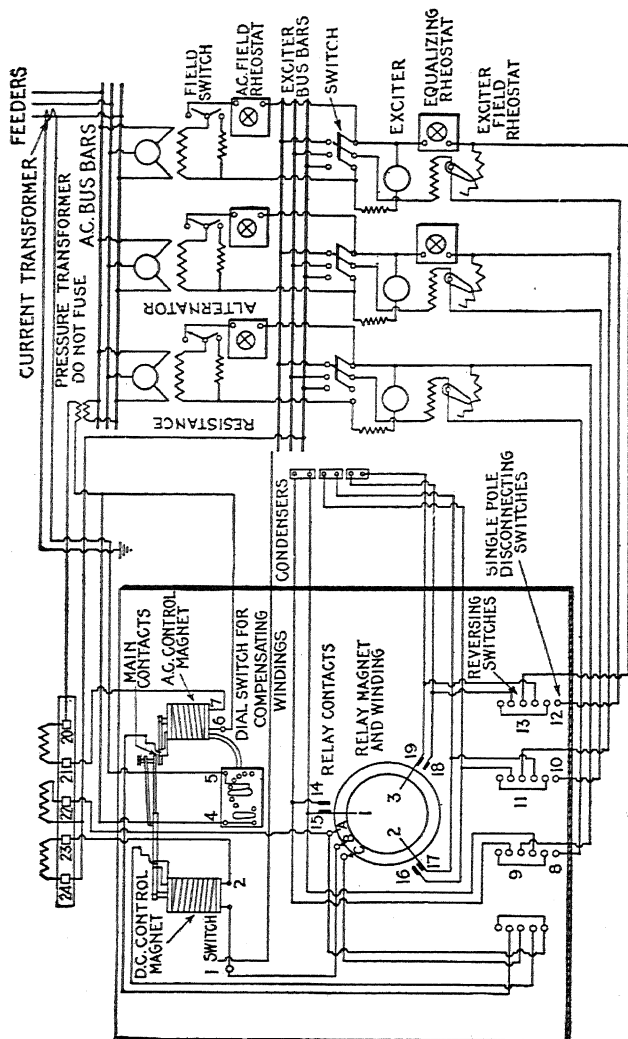 FEEDERS
CURRENT TRANSFORMER
PRESSURE TRANSFORMER
DO NOT FUSE
A.C. BUS BARS
FIELD
SWITCH
A.C. FIELD
RHEOSTAT
EXCITER
BUS BARS
SWITCH
EXCITER
EQUALIZING
RHEOSTAT
EXCITER
FIELD
RHEOSTAT
ALTERNATOR
RESISTANCE
CONDENSERS
SINGLE POLE
DISCONNECTING
SWITCHES
REVERSING
SWITCHES
MAIN
CONTACTS
A.C. CONTROL
MAGNET
DIAL SWITCH FOR
COMPENSATING
WINDINGS
RELAY CONTACTS
RELAY MAGNET
AND WINDING
D.C. CONTROL
MAGNET
1 SWITCH
2
4
5
6
7
20
21
22
23
24
14
15
A
B
C
1
2
3
16
17
18
19
13
12
11
10
9
8